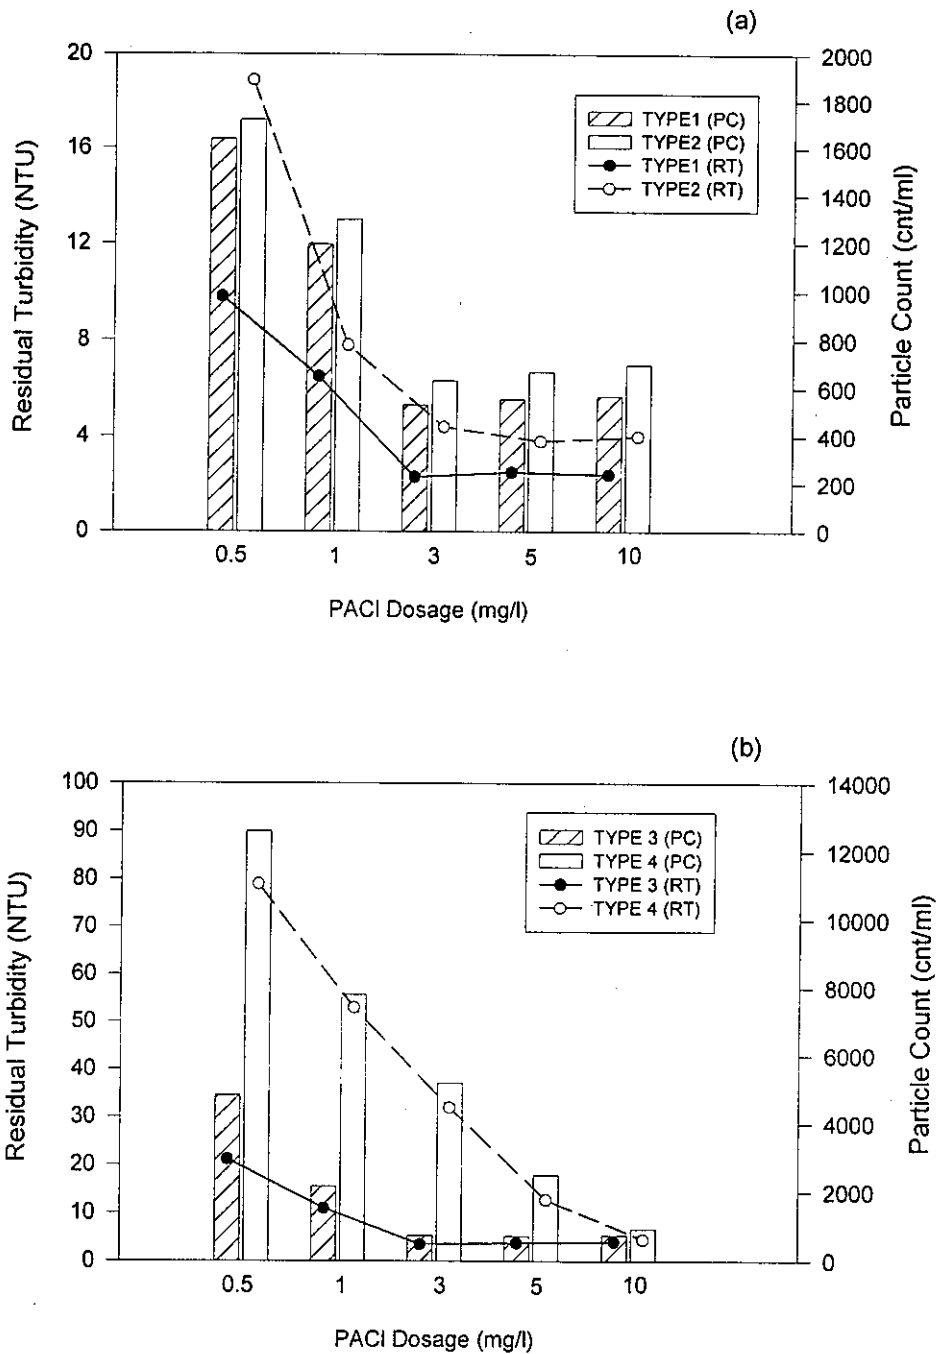 (a)
Residual Turbidity (NTU)
20
16
12
8
4
0
2000
1800
1600
1400
1200
1000
800
600
400
200
0
Particle Count (cnt/ml)
TYPE1 (PC)
TYPE2 (PC)
TYPE1 (RT)
TYPE2 (RT)
0.5 1 3 5 10
PACl Dosage (mg/l)
(b)
Residual Turbidity (NTU)
100
90
80
70
60
50
40
30
20
10
0
14000
12000
10000
8000
6000
4000
2000
0
Particle Count (cnt/ml)
TYPE 3 (PC)
TYPE 4 (PC)
TYPE 3 (RT)
TYPE 4 (RT)
0.5 1 3 5 10
PACl Dosage (mg/l)